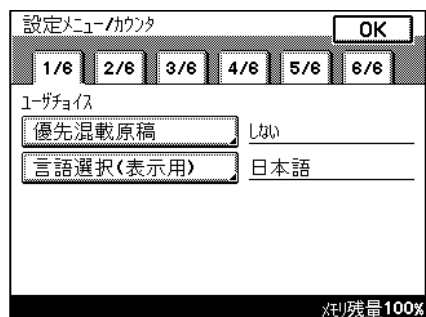 設定ﾒﾆｭｰ/ｶｳﾝﾀ OK
1/6 2/6 3/6 4/6 5/6 6/6
ﾕｰｻﾞﾁｮｲｽ
優先混載原稿 しない
言語選択(表示用) 日本語
ﾒﾓﾘ残量100%